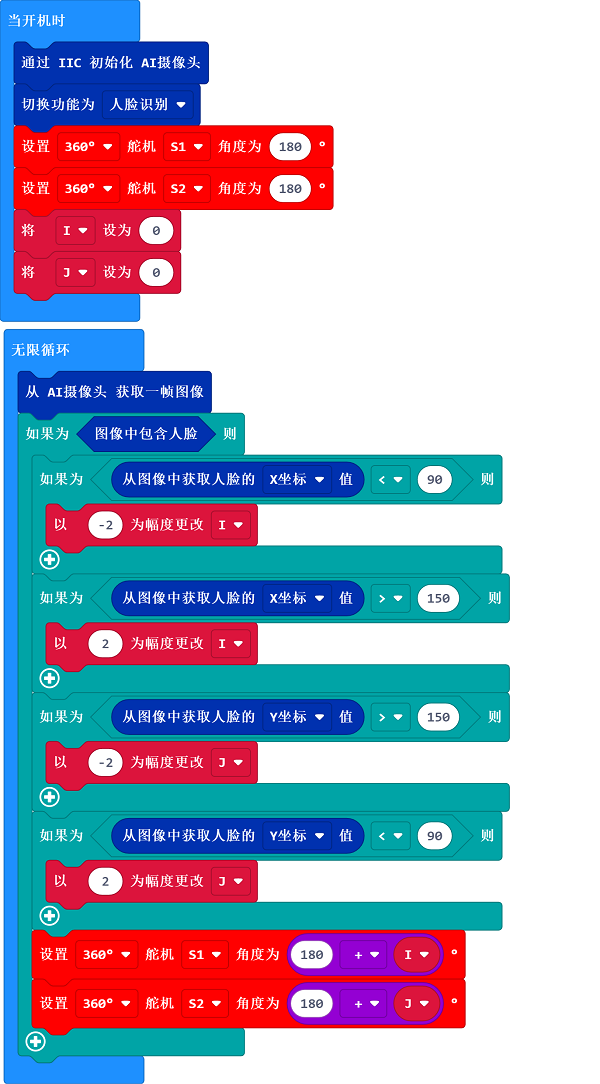 当开机时
通过 IIC 初始化 AI摄像头
切换功能为 人脸识别
设置 360° 舵机 S1 角度为 180 °
设置 360° 舵机 S2 角度为 180 °
将 I 设为 0
将 J 设为 0
无限循环
从 AI摄像头 获取一帧图像
如果为 图像中包含人脸 则
如果为 从图像中获取人脸的 X坐标 值 < 90 则
以 -2 为幅度更改 I
如果为 从图像中获取人脸的 X坐标 值 > 150 则
以 2 为幅度更改 I
如果为 从图像中获取人脸的 Y坐标 值 > 150 则
以 -2 为幅度更改 J
如果为 从图像中获取人脸的 Y坐标 值 < 90 则
以 2 为幅度更改 J
设置 360° 舵机 S1 角度为 180 + I °
设置 360° 舵机 S2 角度为 180 + J °